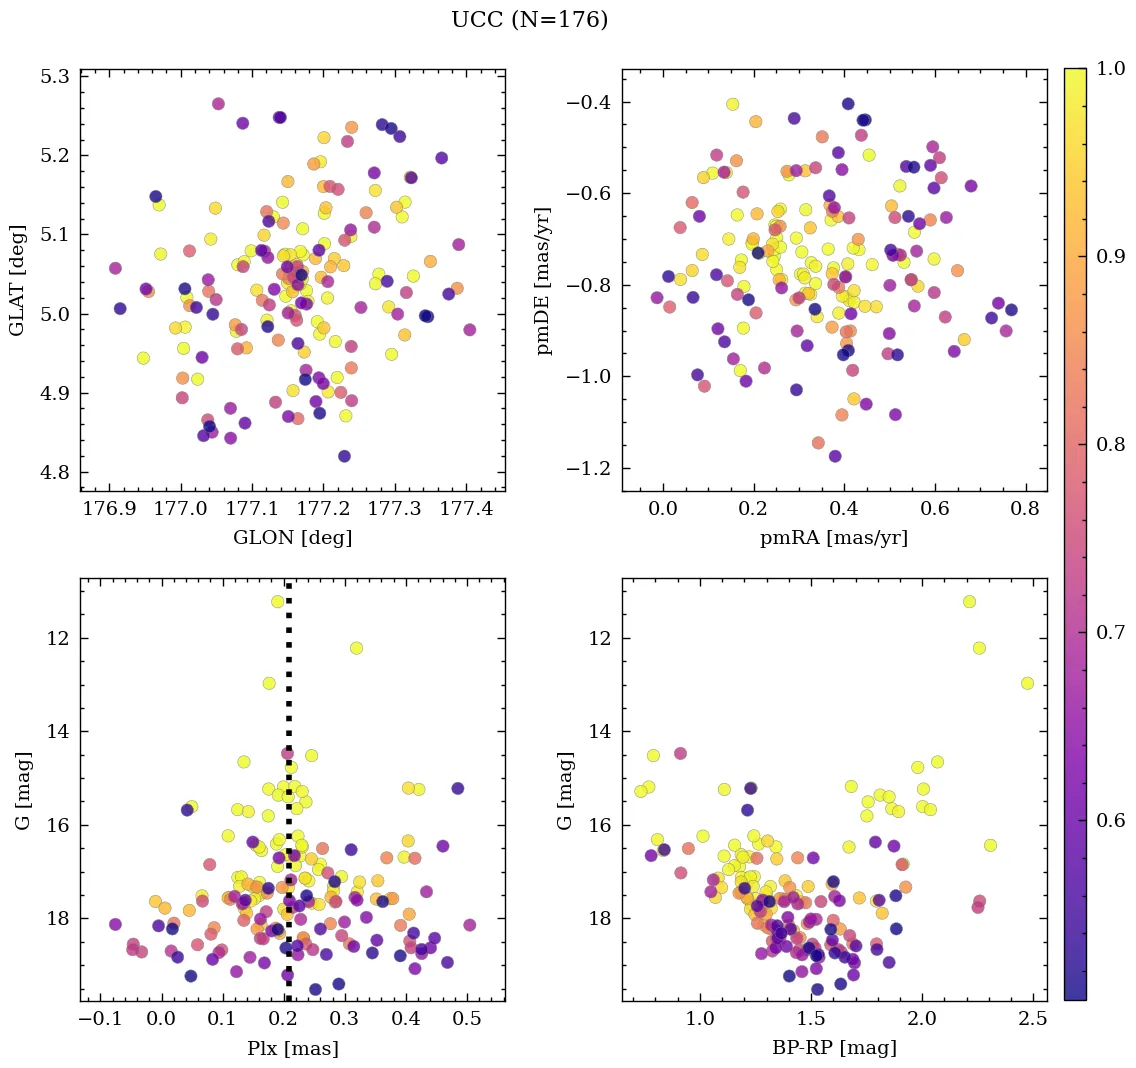 UCC (N=176)
5.3
5.2
5.1
5.0
4.9
4.8
GLAT [deg]
176.9 177.0 177.1 177.2 177.3 177.4
GLON [deg]
−0.4
−0.6
−0.8
−1.0
−1.2
pmDE [mas/yr]
0.0 0.2 0.4 0.6 0.8
pmRA [mas/yr]
1.0
0.9
0.8
0.7
0.6
12
14
16
18
G [mag]
−0.1 0.0 0.1 0.2 0.3 0.4 0.5
Plx [mas]
12
14
16
18
G [mag]
1.0 1.5 2.0 2.5
BP-RP [mag]